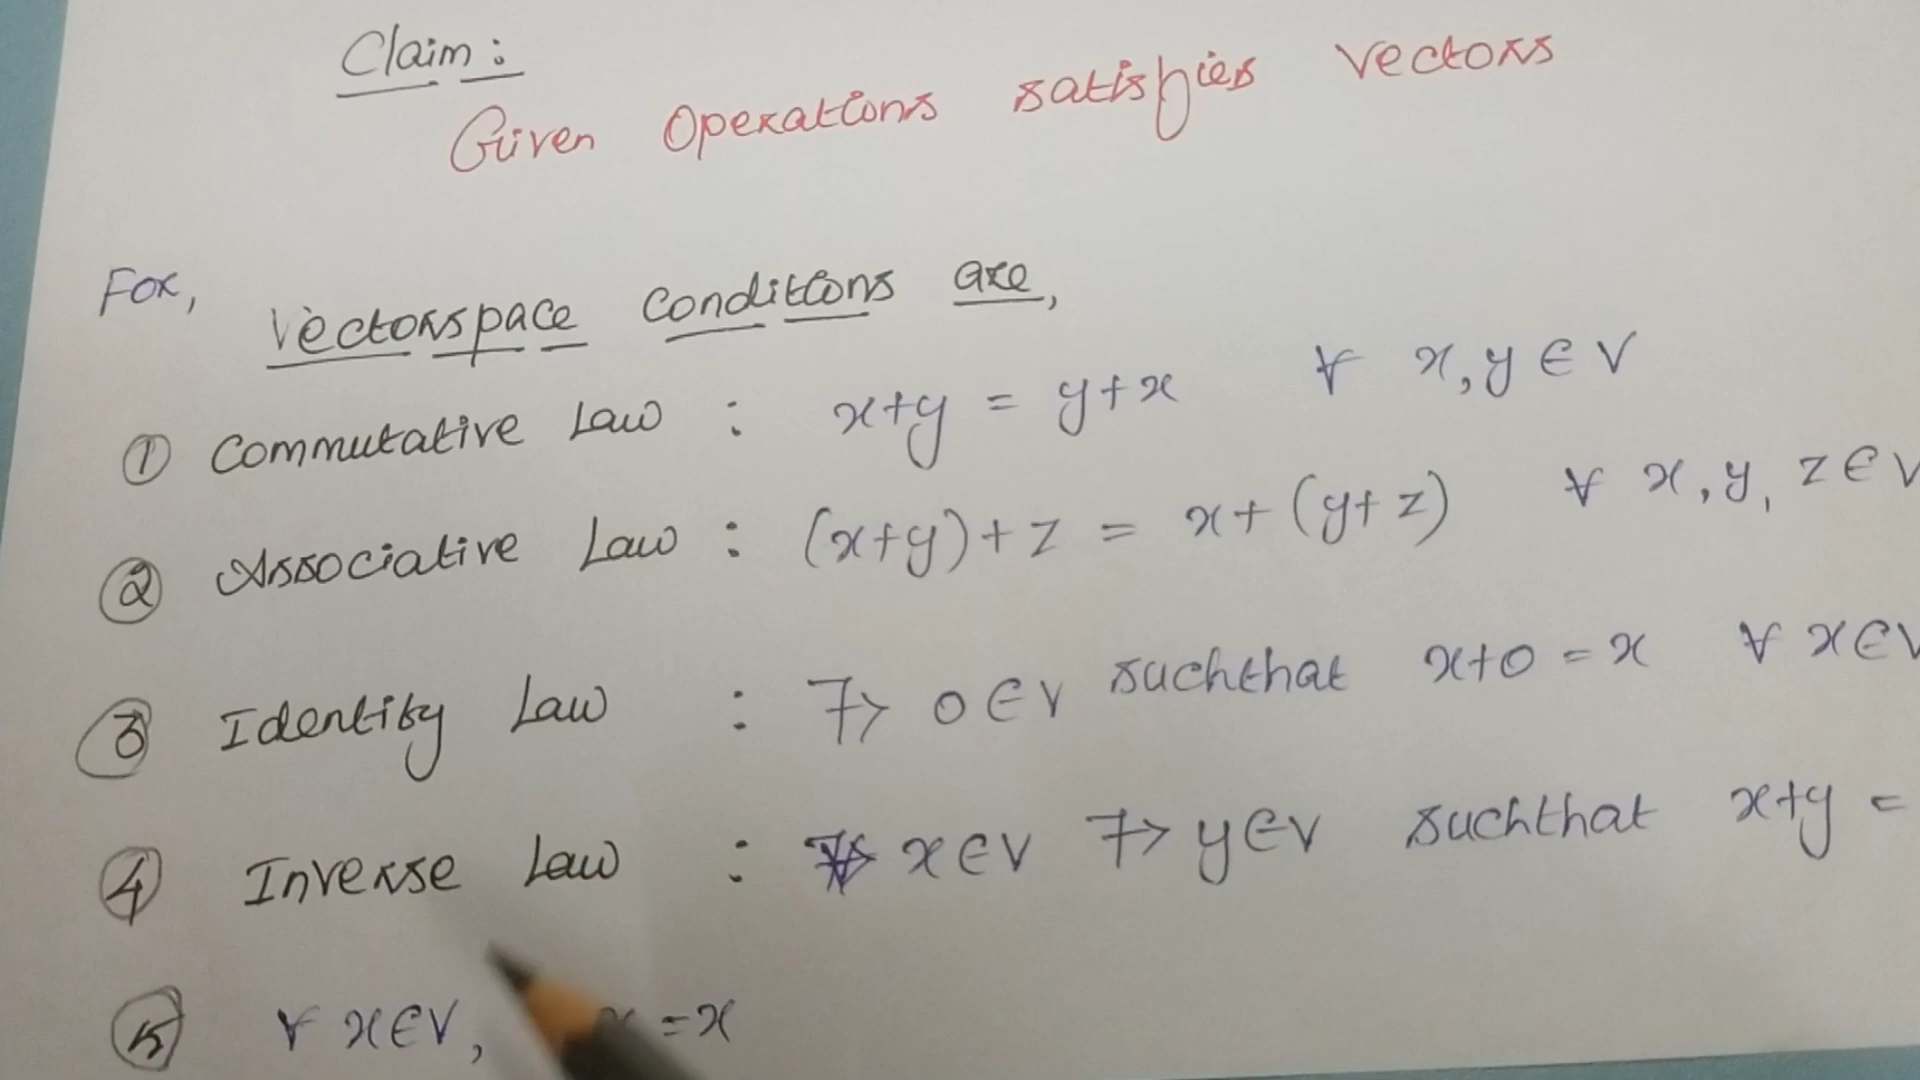 Claim :
Given Operations satisfies Vectors
For,
Vectorspace Conditions are,
① Commutative Law : x+y = y+x ∀ x,y ∈ V
② Associative Law : (x+y)+z = x+(y+z) ∀ x,y,z ∈ V
③ Identity Law : ∃ 0 ∈ V suchthat x+0 = x ∀ x ∈ V
④ Inverse Law : ∀ x ∈ V ∃ y ∈ V suchthat x+y =
⑤ ∀ x ∈ V, x = x